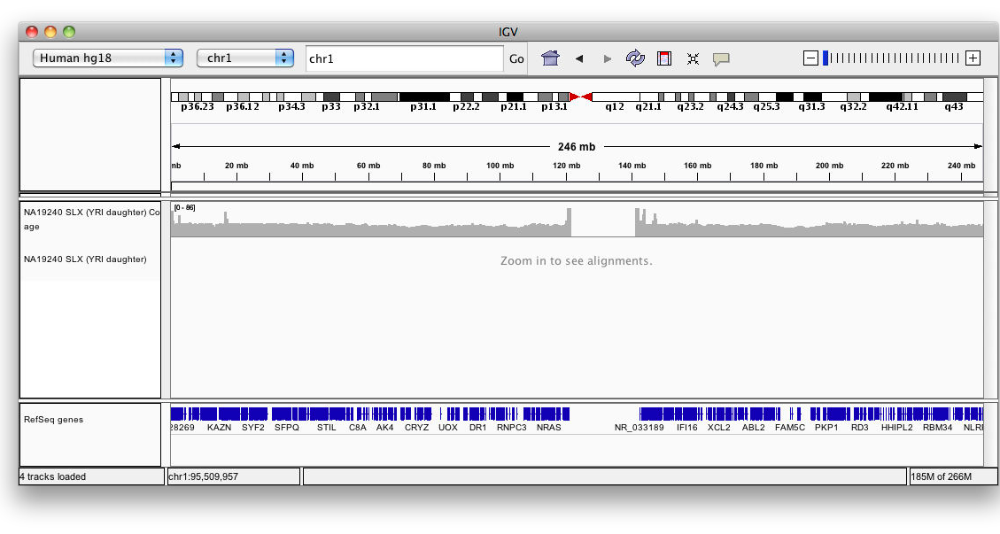 IGV
Human hg18 chr1 chr1 Go
p36.23 p36.12 p34.3 p33 p32.1 p31.1 p22.2 p21.1 p13.1 q12 q21.1 q23.2 q24.3 q25.3 q31.3 q32.2 q42.11 q43
246 mb
mb 20 mb 40 mb 60 mb 80 mb 100 mb 120 mb 140 mb 160 mb 180 mb 200 mb 220 mb 240 mb
NA19240 SLX (YRI daughter) Co
age
[0 - 86]
NA19240 SLX (YRI daughter)
Zoom in to see alignments.
RefSeq genes
28269 KAZN SYF2 SFPQ STIL C8A AK4 CRYZ UOX DR1 RNPC3 NRAS NR_033189 IFI16 XCL2 ABL2 FAM5C PKP1 RD3 HHIPL2 RBM34 NLR
4 tracks loaded chr1:95,509,957 185M of 266M